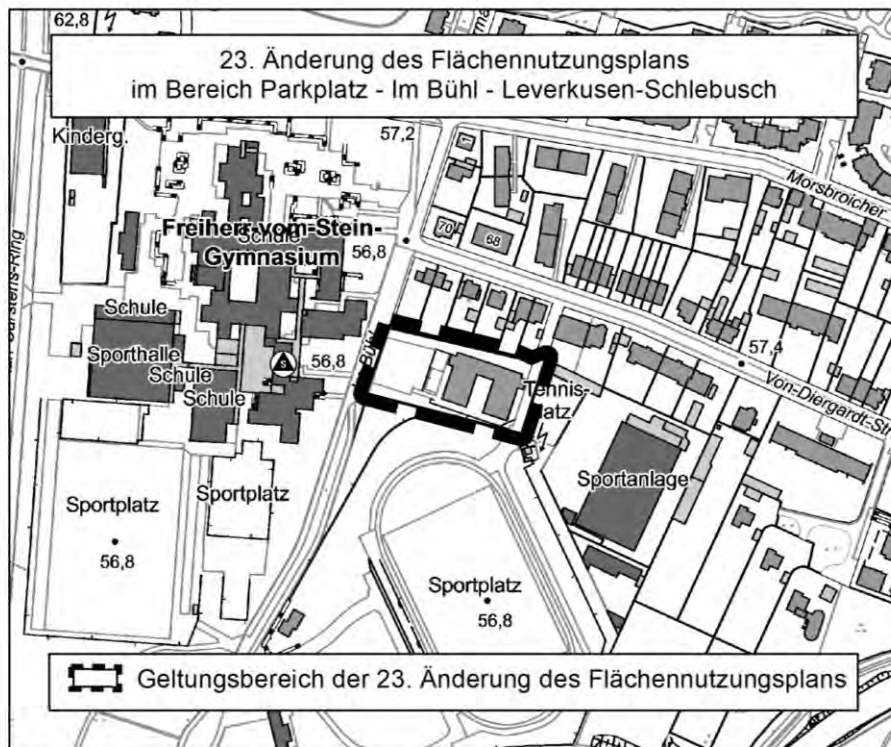 62,8
23. Änderung des Flächennutzungsplans
im Bereich Parkplatz - Im Bühl - Leverkusen-Schlebusch
Kinderg.
57,2
Morsbroicher
70
68
Schule
Freiherr-vom-Stein-
Gymnasium
56,8
Schule
Sporthalle
Schule
Schule
S
56,8
Bühl
57,4
Tennis-
platz
Von-Diergardt-Str
Sportanlage
Sportplatz
56,8
Sportplatz
Sportplatz
56,8
Geltungsbereich der 23. Änderung des Flächennutzungsplans